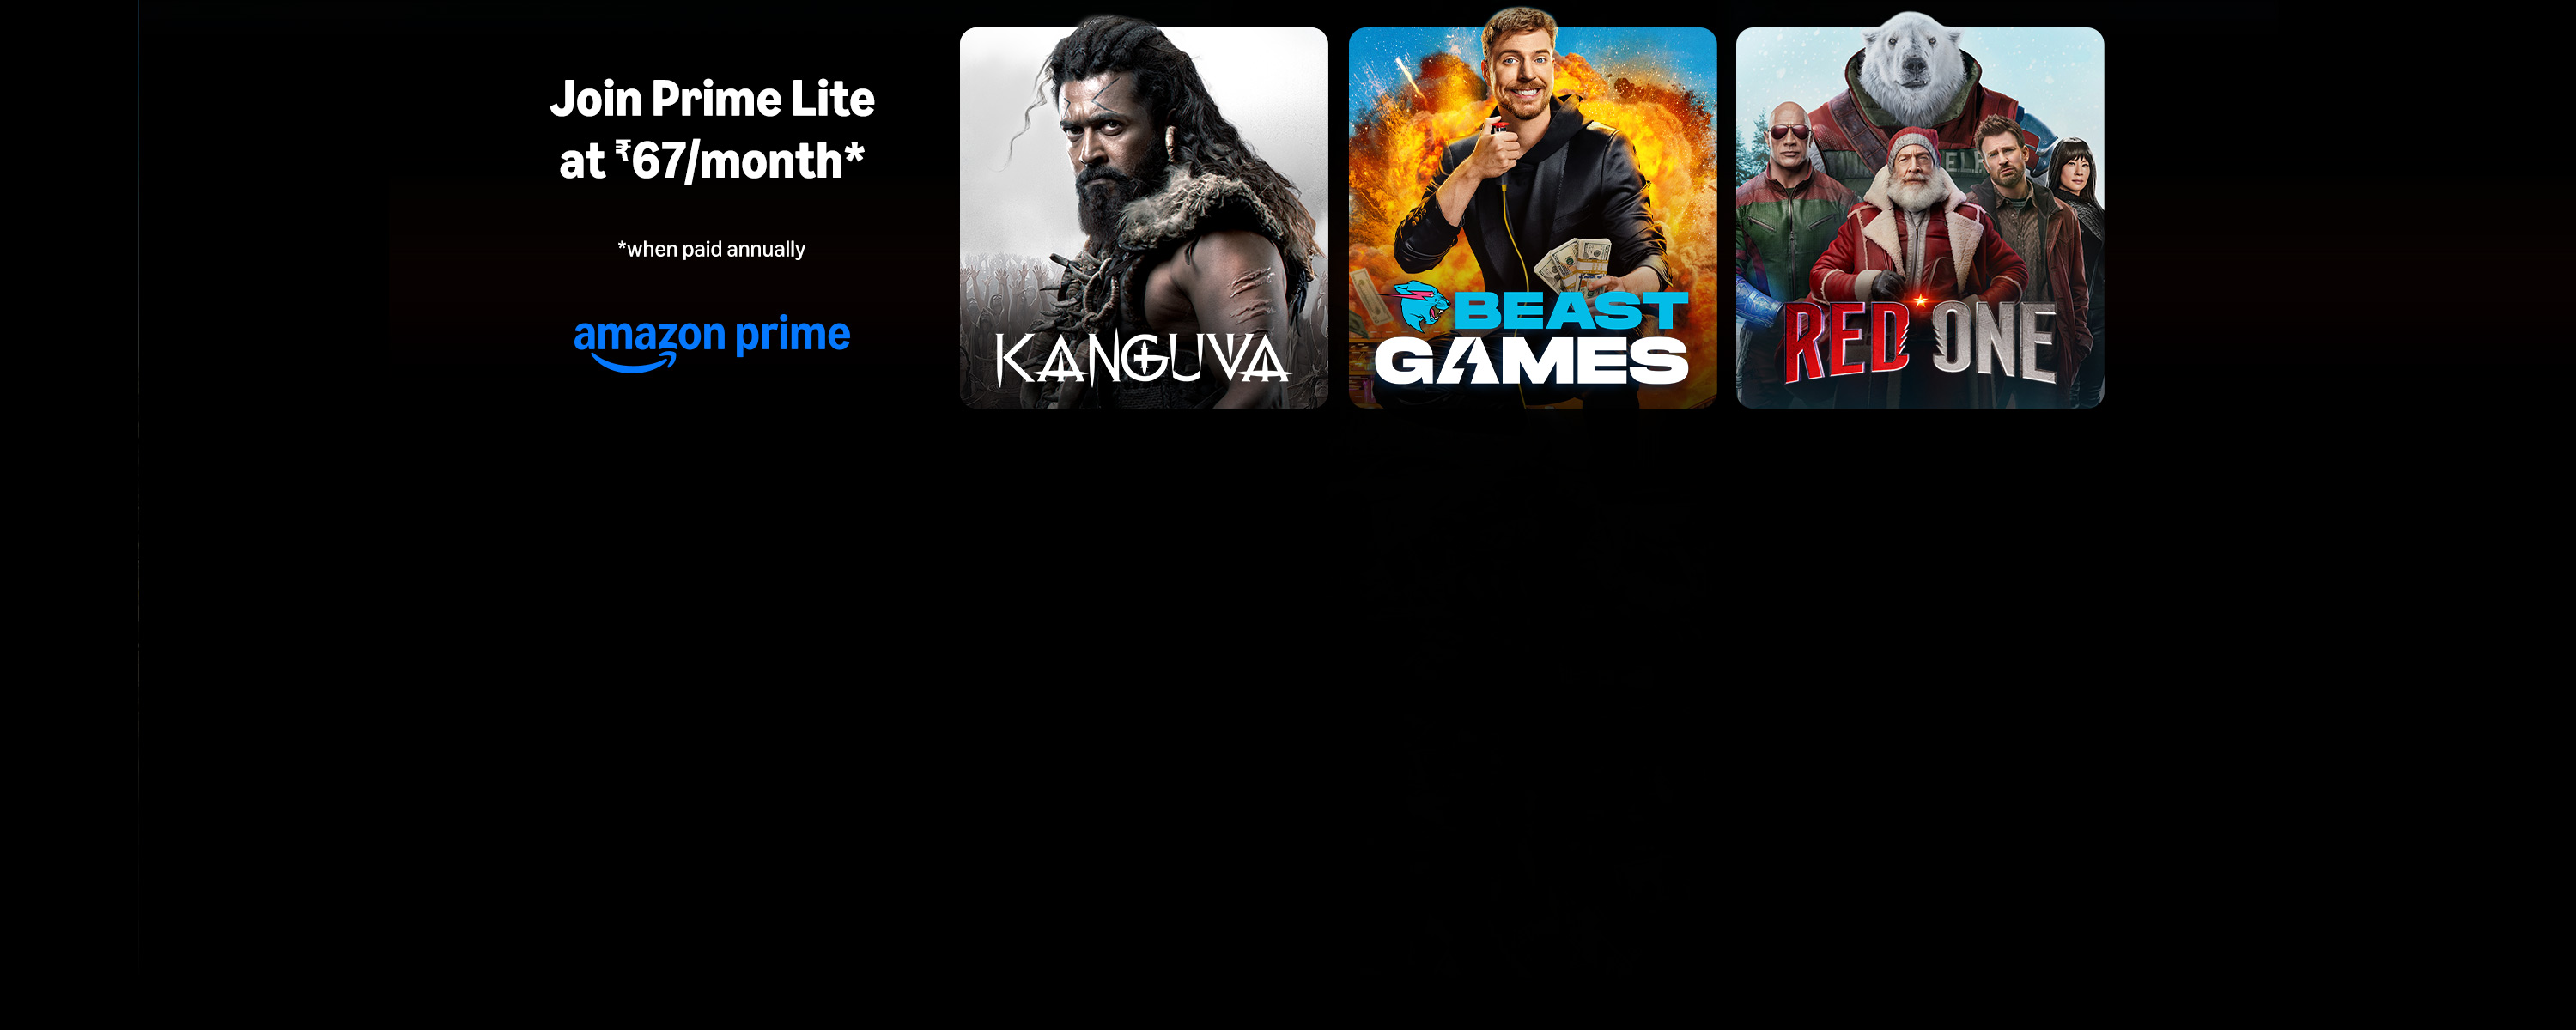 Join Prime Lite
at ₹67/month*
*when paid annually
amazon prime
KANGUVA
BEAST
GAMES
RED ONE